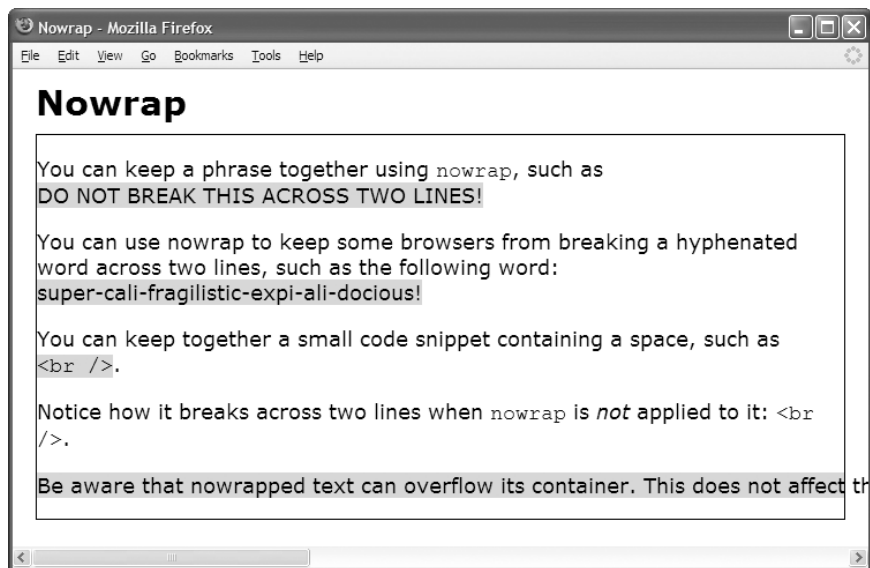 Nowrap - Mozilla Firefox
File Edit View Go Bookmarks Tools Help
Nowrap
You can keep a phrase together using nowrap, such as
DO NOT BREAK THIS ACROSS TWO LINES!
You can use nowrap to keep some browsers from breaking a hyphenated
word across two lines, such as the following word:
super-cali-fragilistic-expi-ali-docious!
You can keep together a small code snippet containing a space, such as
<br />.
Notice how it breaks across two lines when nowrap is not applied to it: <br
/>.
Be aware that nowrapped text can overflow its container. This does not affect th